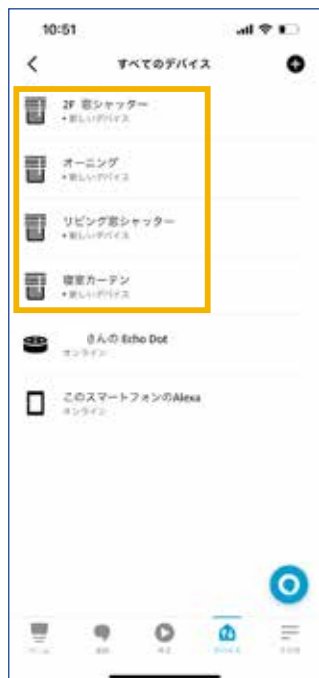 10:51
すべてのデバイス
2F 窓シャッター
• 新しいデバイス
オーニング
• 新しいデバイス
リビング窓シャッター
• 新しいデバイス
寝室カーテン
• 新しいデバイス
さんの Echo Dot
オンライン
このスマートフォンのAlexa
オンライン
デバイス